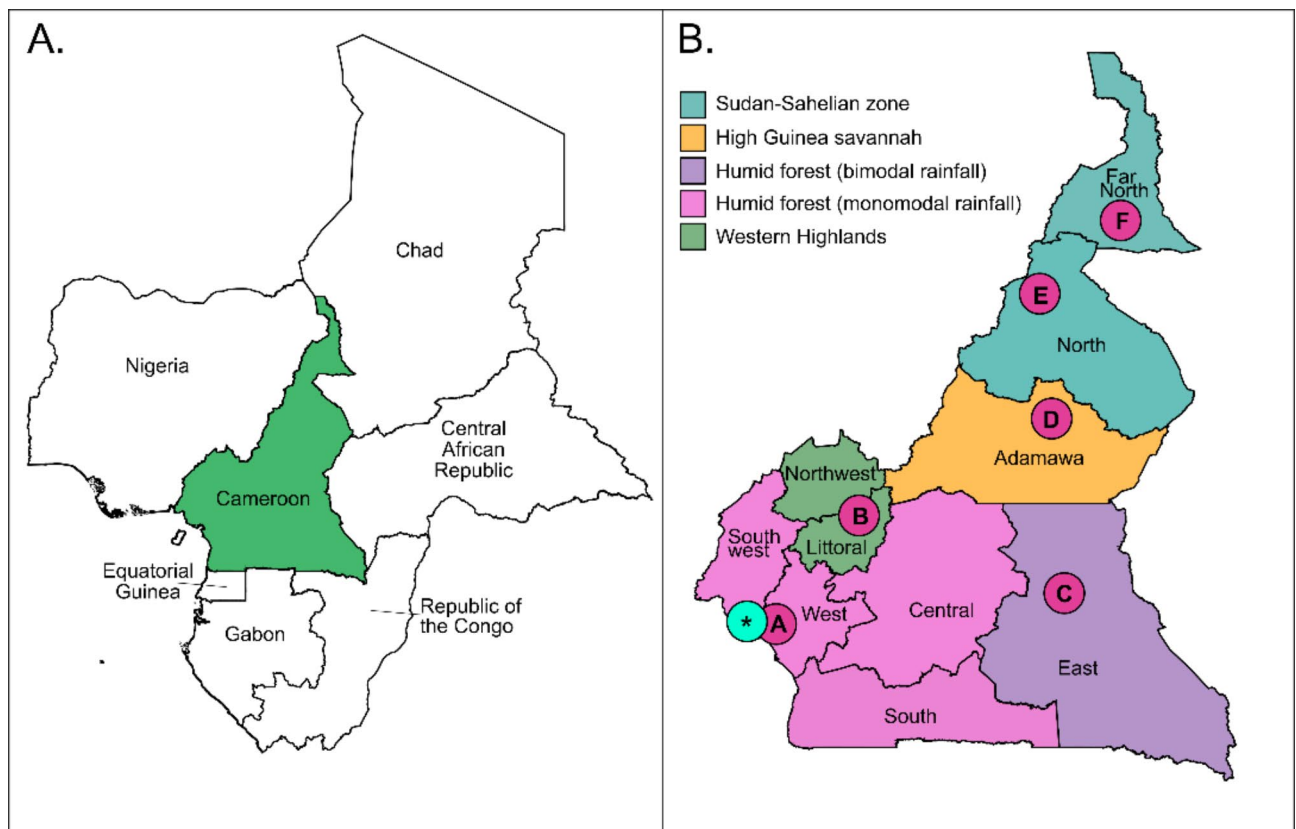 A.
Chad
Nigeria
Central
African
Republic
Cameroon
Equatorial
Guinea
Republic of
the Congo
Gabon
B.
Sudan-Sahelian zone
High Guinea savannah
Humid forest (bimodal rainfall)
Humid forest (monomodal rainfall)
Western Highlands
Far
North
F
E
North
D
Adamawa
Northwest
B
South
west
Littoral
C
*
A
West
Central
East
South